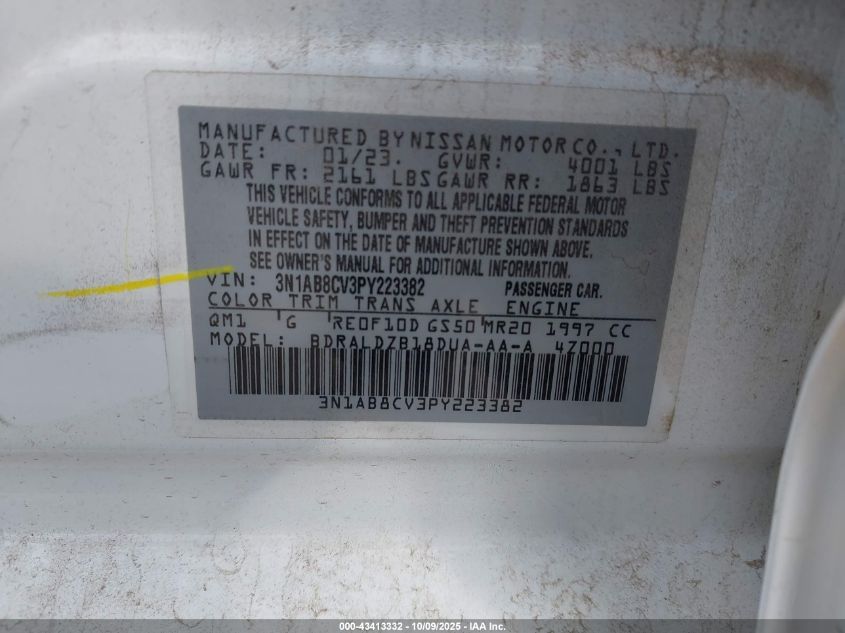 MANUFACTURED BY NISSAN MOTOR CO., LTD.
DATE: 01/23. GVWR: 4001 LBS
GAWR FR: 2161 LBS GAWR RR: 1863 LBS
THIS VEHICLE CONFORMS TO ALL APPLICABLE FEDERAL MOTOR
VEHICLE SAFETY, BUMPER AND THEFT PREVENTION STANDARDS
IN EFFECT ON THE DATE OF MANUFACTURE SHOWN ABOVE.
SEE OWNER'S MANUAL FOR ADDITIONAL INFORMATION.
VIN: 3N1AB8CV3PY223382 PASSENGER CAR.
COLOR TRIM TRANS AXLE ENGINE
QM1 G RE0F10D GS50 MR20 1997 CC
MODEL: BDRALDZB18DUA-AA-A 4Z000
3N1AB8CV3PY223382
000-43413332 - 10/09/2025 - IAA Inc.